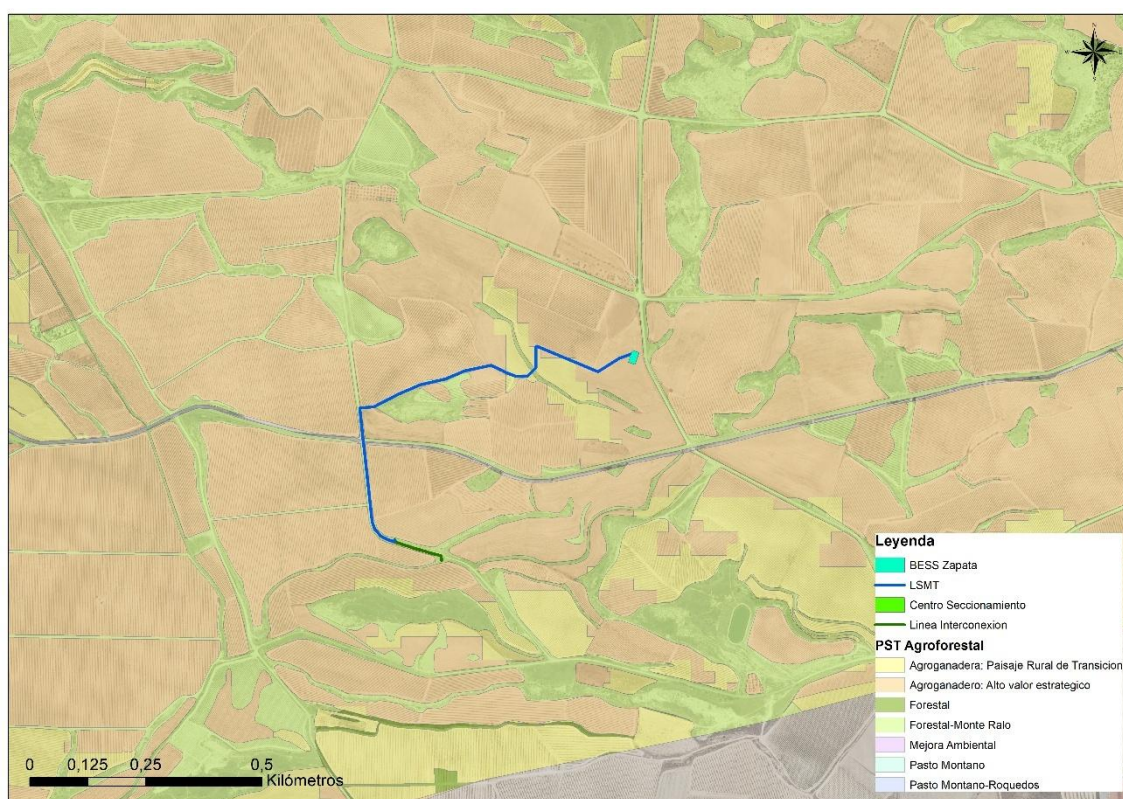 N
W
S
Leyenda
BESS Zapata
LSMT
Centro Seccionamiento
Linea Interconexion
PST Agroforestal
Agroganadera: Paisaje Rural de Transicion
Agroganadero: Alto valor estrategico
Forestal
Forestal-Monte Ralo
Mejora Ambiental
Pasto Montano
Pasto Montano-Roquedos
0 0,125 0,25 0,5
Kilómetros